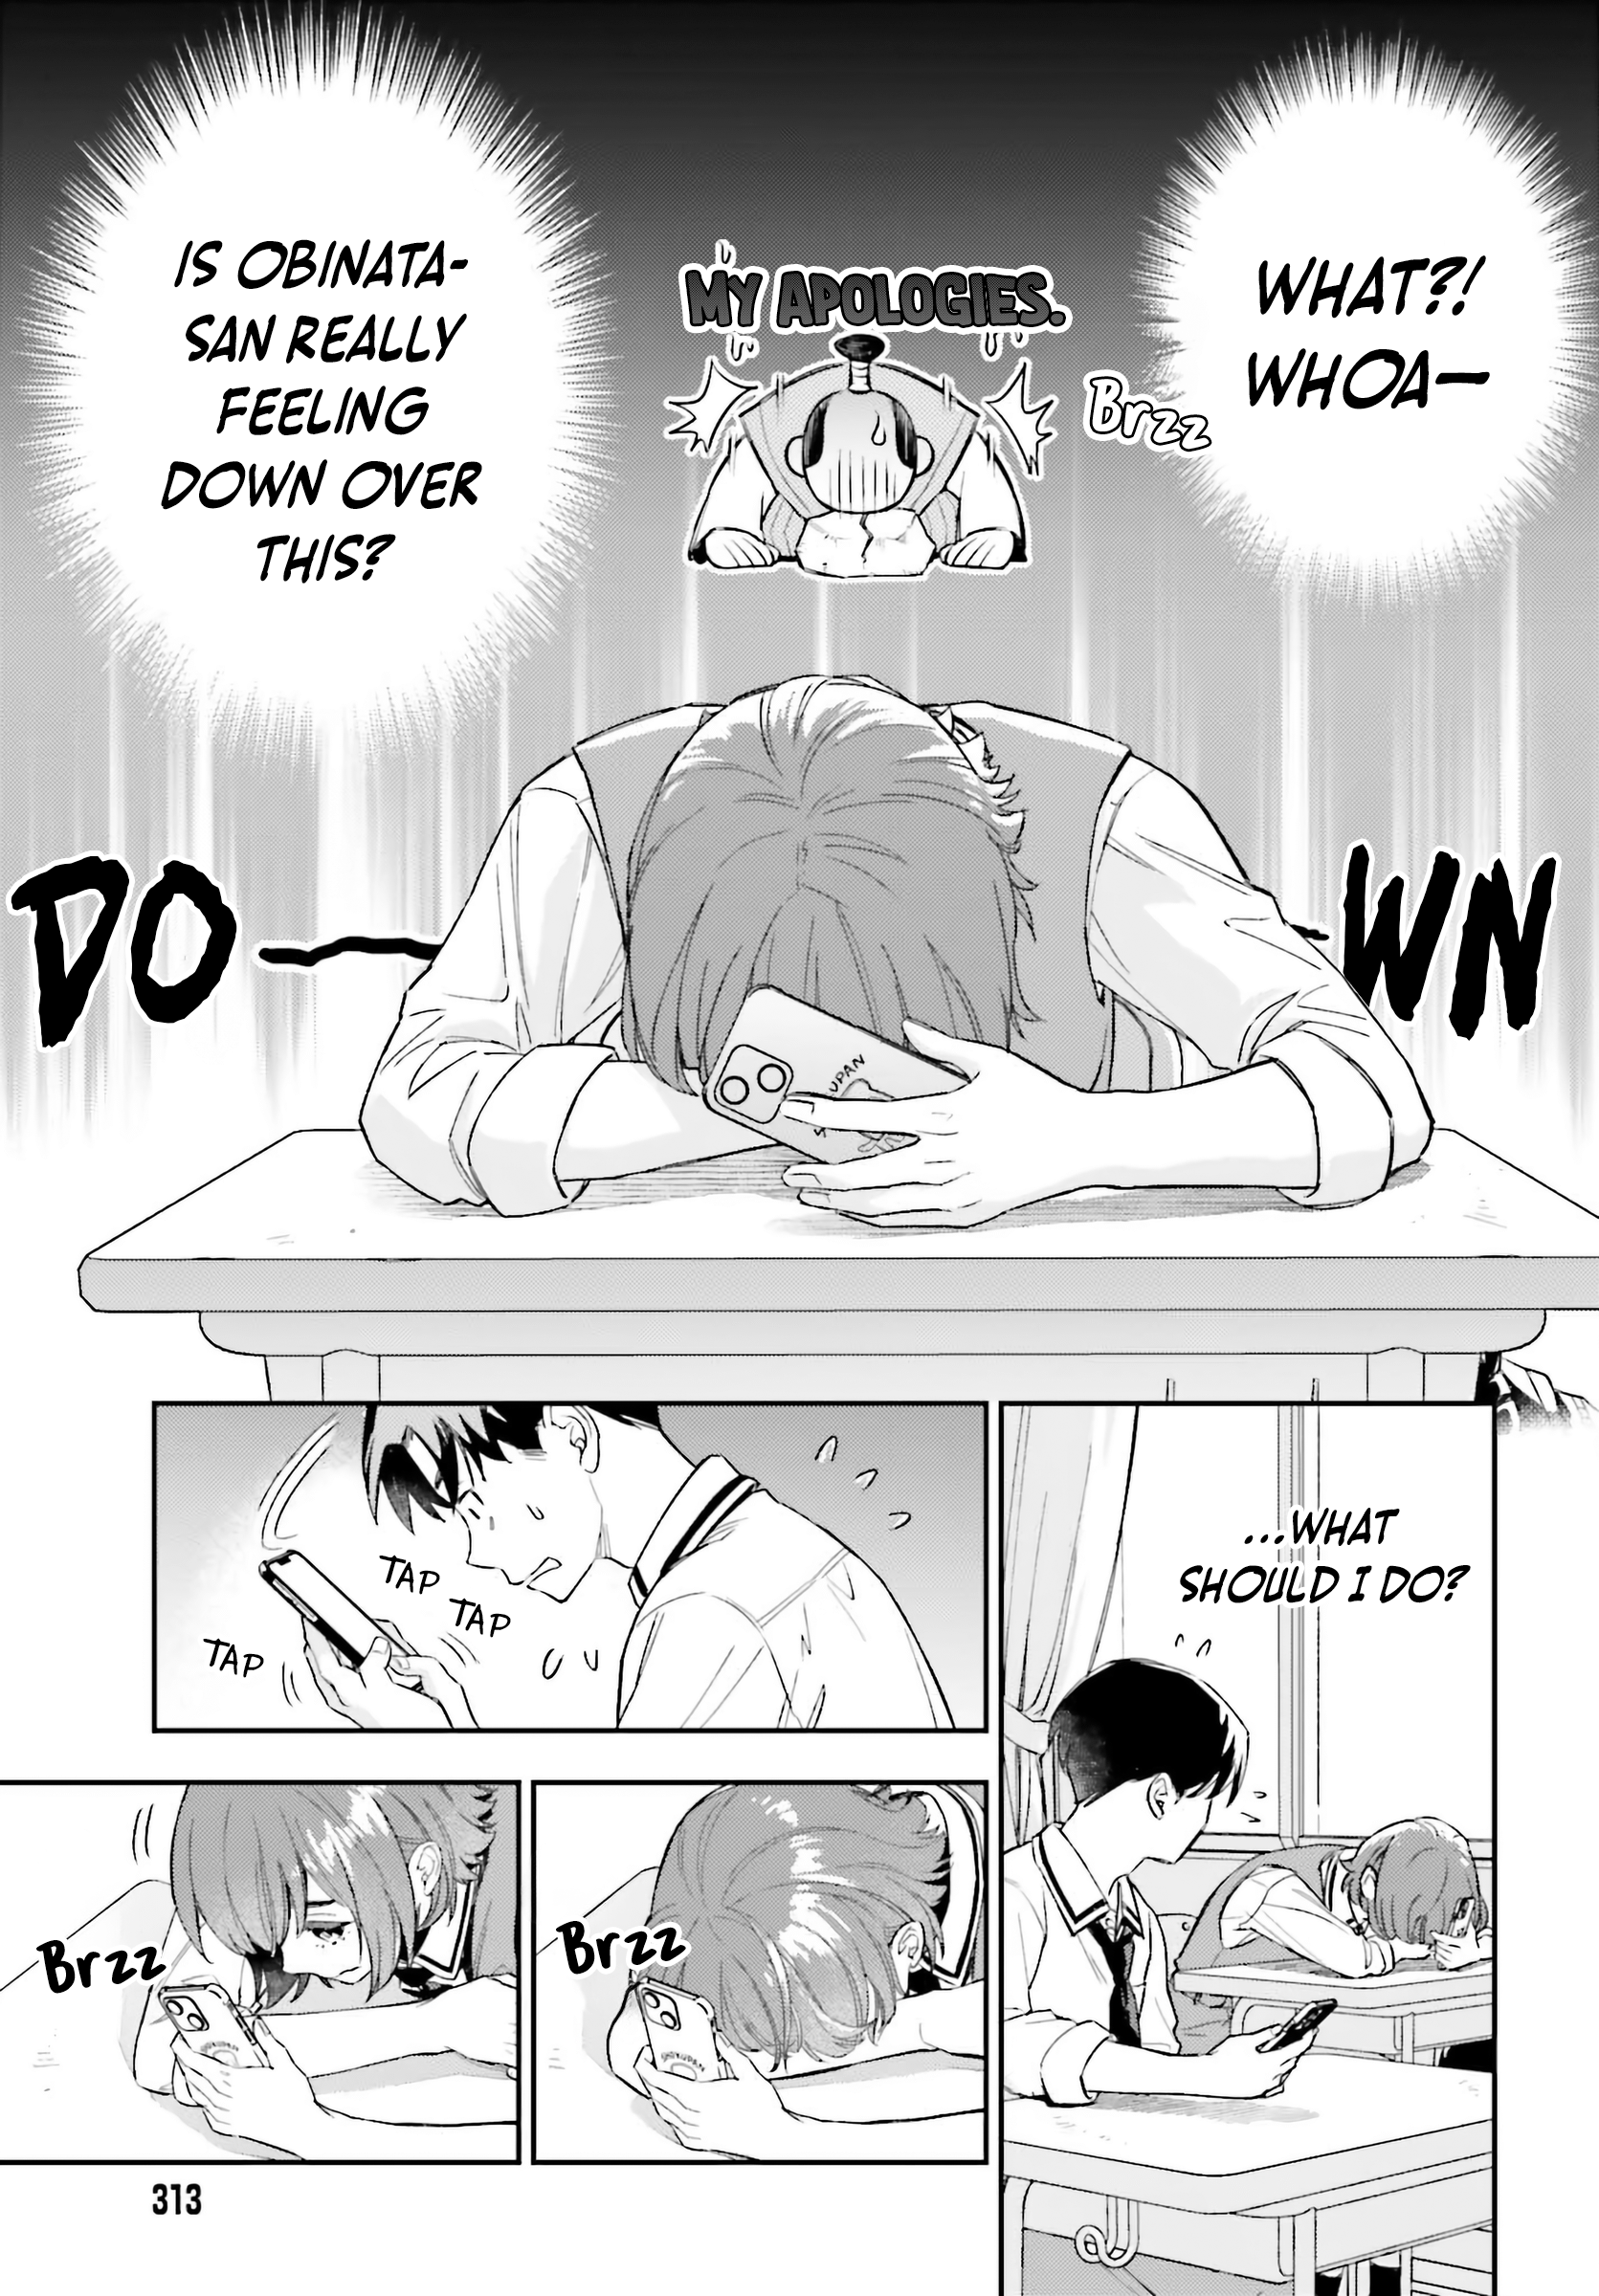 WHAT?!
WHOA—
Brzz
MY APOLOGIES.
IS OBINATA-
SAN REALLY
FEELING
DOWN OVER
THIS?
DO
WN
...WHAT
SHOULD I DO?
TAP
TAP
TAP
Brzz
SHOKUPAN
Brzz
313